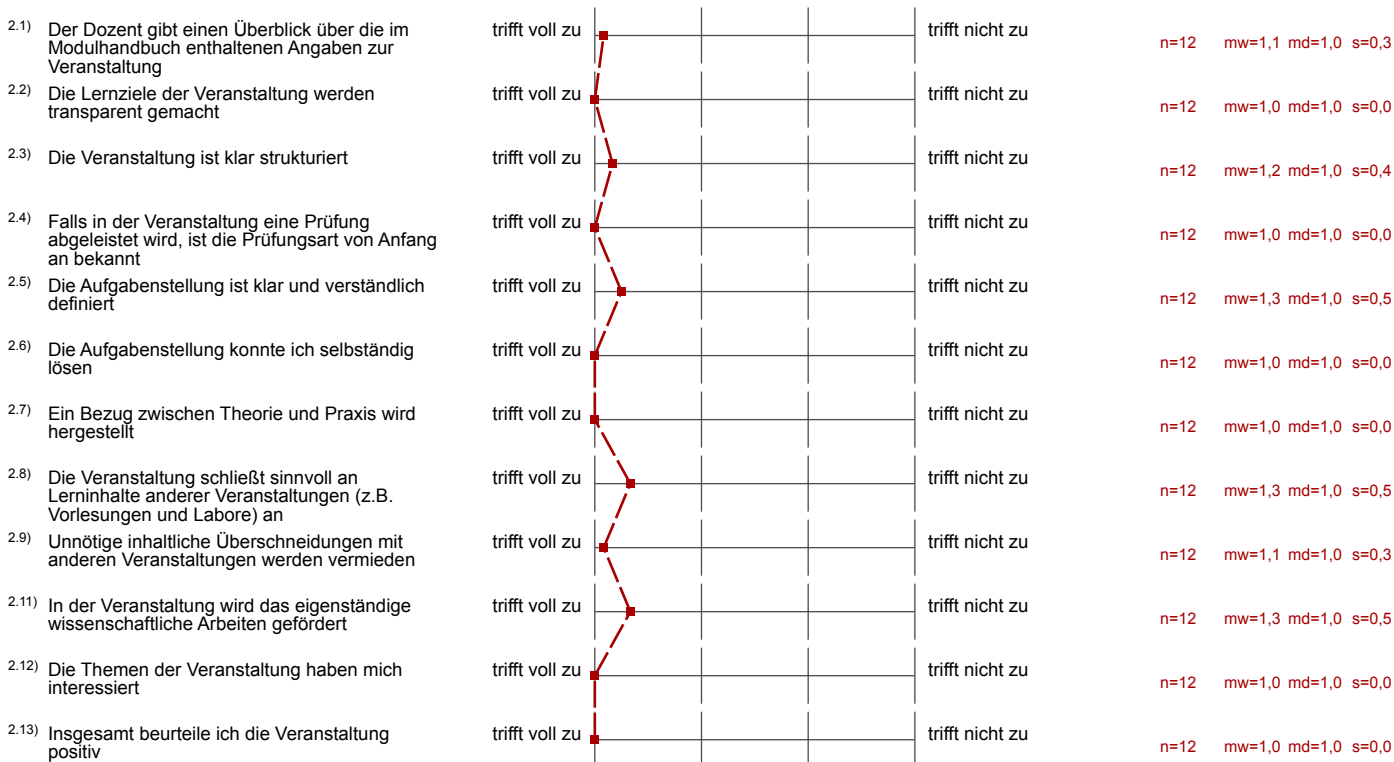 2.1) Der Dozent gibt einen Überblick über die im
Modulhandbuch enthaltenen Angaben zur
Veranstaltung
trifft voll zu trifft nicht zu
n=12 mw=1,1 md=1,0 s=0,3
2.2) Die Lernziele der Veranstaltung werden
transparent gemacht
trifft voll zu trifft nicht zu
n=12 mw=1,0 md=1,0 s=0,0
2.3) Die Veranstaltung ist klar strukturiert
trifft voll zu trifft nicht zu
n=12 mw=1,2 md=1,0 s=0,4
2.4) Falls in der Veranstaltung eine Prüfung
abgeleistet wird, ist die Prüfungsart von Anfang
an bekannt
trifft voll zu trifft nicht zu
n=12 mw=1,0 md=1,0 s=0,0
2.5) Die Aufgabenstellung ist klar und verständlich
definiert
trifft voll zu trifft nicht zu
n=12 mw=1,3 md=1,0 s=0,5
2.6) Die Aufgabenstellung konnte ich selbständig
lösen
trifft voll zu trifft nicht zu
n=12 mw=1,0 md=1,0 s=0,0
2.7) Ein Bezug zwischen Theorie und Praxis wird
hergestellt
trifft voll zu trifft nicht zu
n=12 mw=1,0 md=1,0 s=0,0
2.8) Die Veranstaltung schließt sinnvoll an
Lerninhalte anderer Veranstaltungen (z.B.
Vorlesungen und Labore) an
trifft voll zu trifft nicht zu
n=12 mw=1,3 md=1,0 s=0,5
2.9) Unnötige inhaltliche Überschneidungen mit
anderen Veranstaltungen werden vermieden
trifft voll zu trifft nicht zu
n=12 mw=1,1 md=1,0 s=0,3
2.11) In der Veranstaltung wird das eigenständige
wissenschaftliche Arbeiten gefördert
trifft voll zu trifft nicht zu
n=12 mw=1,3 md=1,0 s=0,5
2.12) Die Themen der Veranstaltung haben mich
interessiert
trifft voll zu trifft nicht zu
n=12 mw=1,0 md=1,0 s=0,0
2.13) Insgesamt beurteile ich die Veranstaltung
positiv
trifft voll zu trifft nicht zu
n=12 mw=1,0 md=1,0 s=0,0